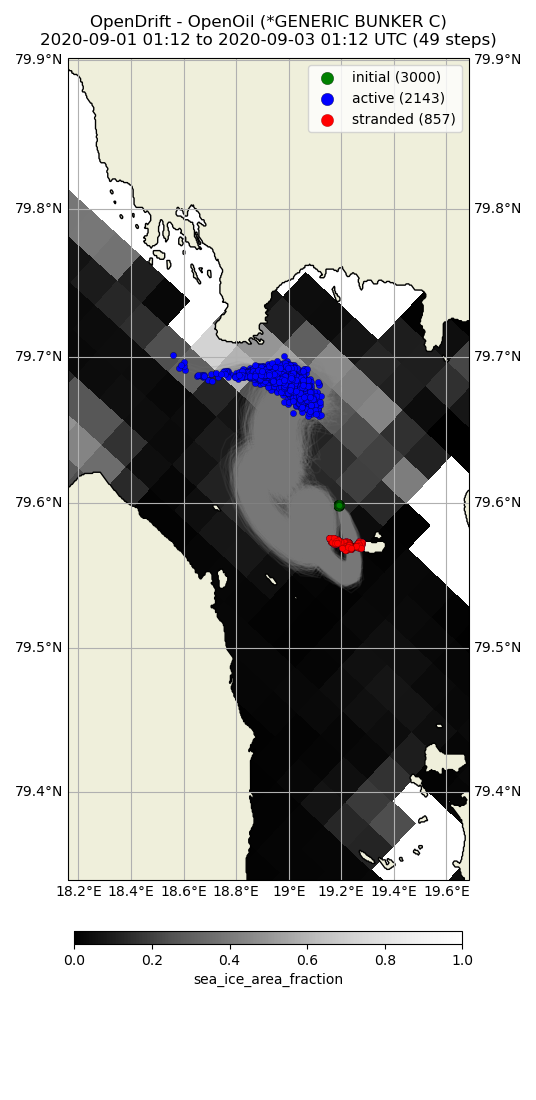 OpenDrift - OpenOil (*GENERIC BUNKER C)
2020-09-01 01:12 to 2020-09-03 01:12 UTC (49 steps)
79.9°N 79.9°N
initial (3000)
active (2143)
stranded (857)
79.8°N 79.8°N
79.7°N 79.7°N
79.6°N 79.6°N
79.5°N 79.5°N
79.4°N 79.4°N
18.2°E 18.4°E 18.6°E 18.8°E 19°E 19.2°E 19.4°E 19.6°E
0.0 0.2 0.4 0.6 0.8 1.0
sea_ice_area_fraction